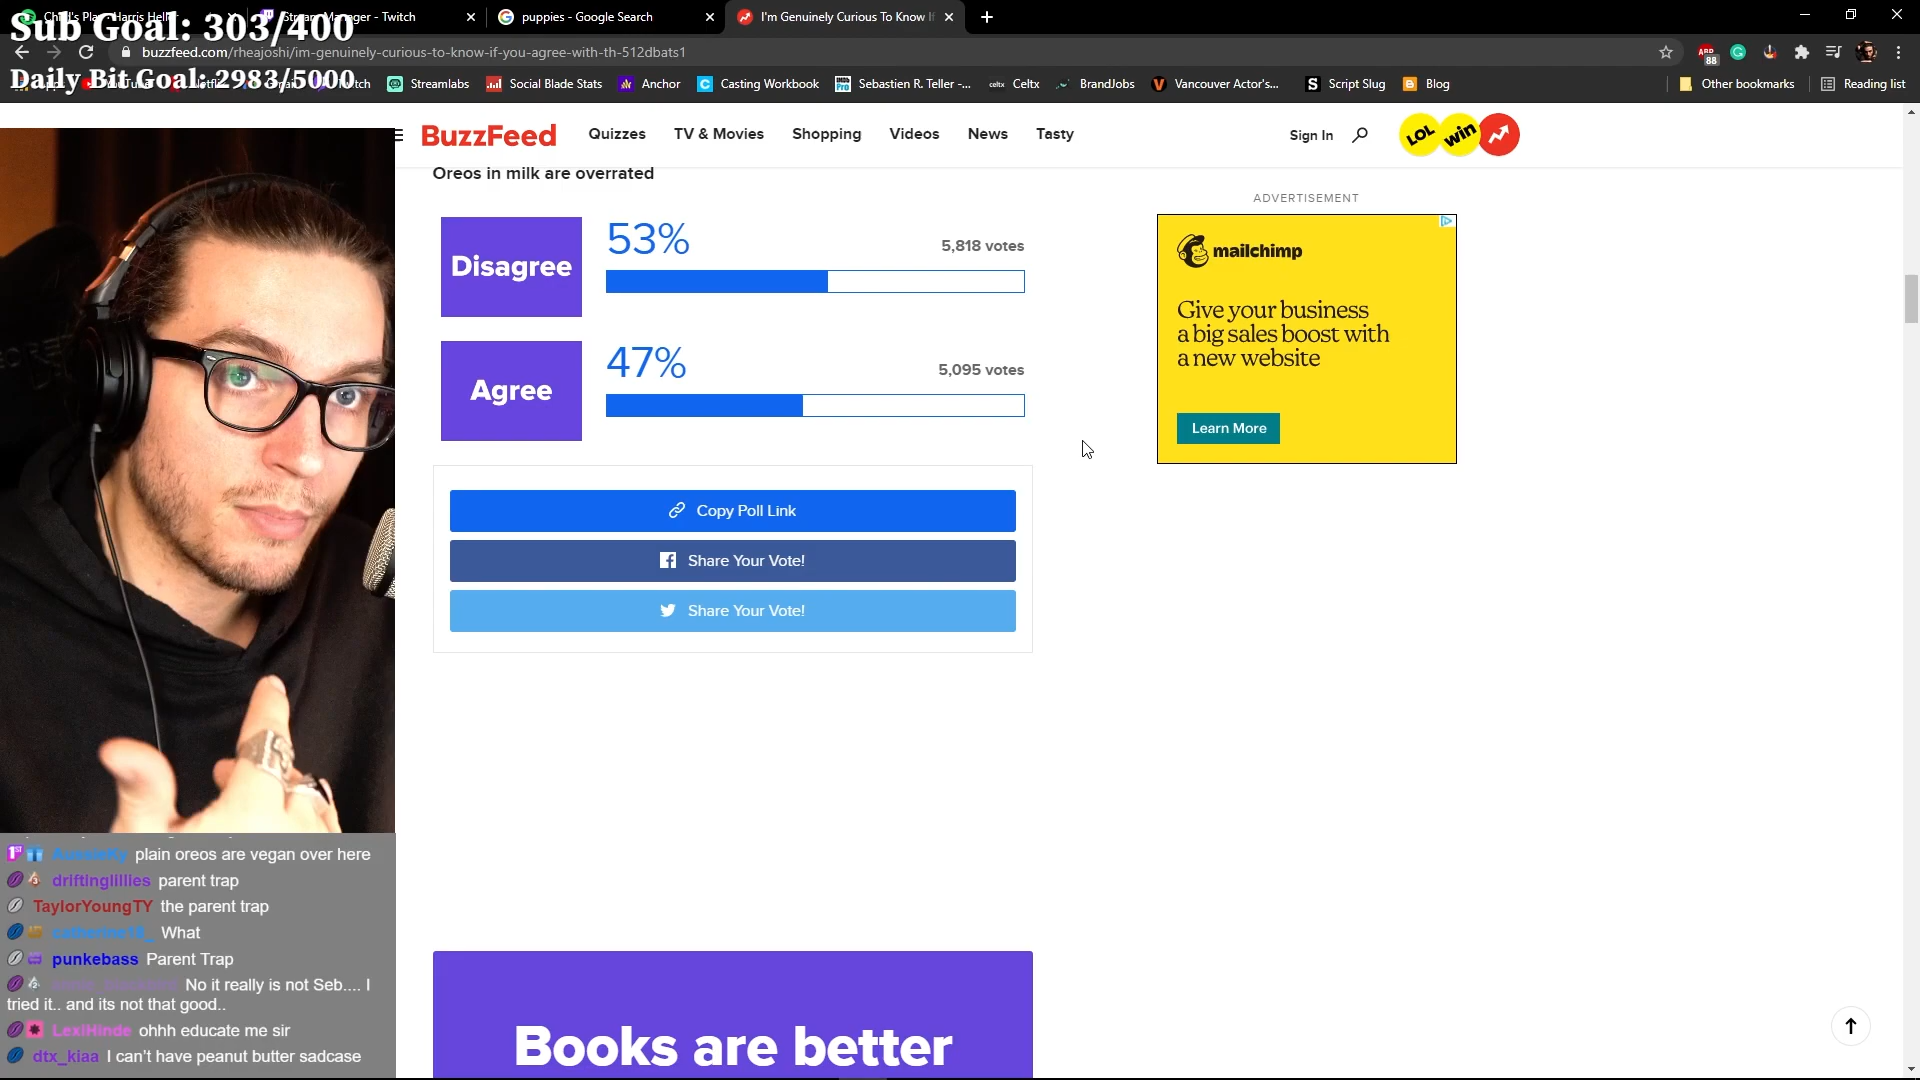 Sub Goal: 303/400
Daily Bit Goal: 2983/5000
Manager - Twitch
puppies - Google Search
I'm Genuinely Curious To Know If
buzzfeed.com/rheajoshi/im-genuinely-curious-to-know-if-you-agree-with-th-512dbats1
ABP
88
Streamlabs
Social Blade Stats
Anchor
Casting Workbook
Sebastien R. Teller -...
Celtx
BrandJobs
Vancouver Actor's...
Script Slug
Blog
Other bookmarks
Reading list
BuzzFeed
Quizzes
TV & Movies
Shopping
Videos
News
Tasty
Sign In
LOL
win
Oreos in milk are overrated
Disagree
53%
5,818 votes
Agree
47%
5,095 votes
Copy Poll Link
Share Your Vote!
Share Your Vote!
ADVERTISEMENT
mailchimp
Give your business
a big sales boost with
a new website
Learn More
Books are better
AussieKy plain oreos are vegan over here
driftinglillies parent trap
TaylorYoungTY the parent trap
What
punkebass Parent Trap
No it really is not Seb.... I
tried it.. and its not that good..
LexiHinde ohhh educate me sir
dtx_kiaa I can't have peanut butter sadcase